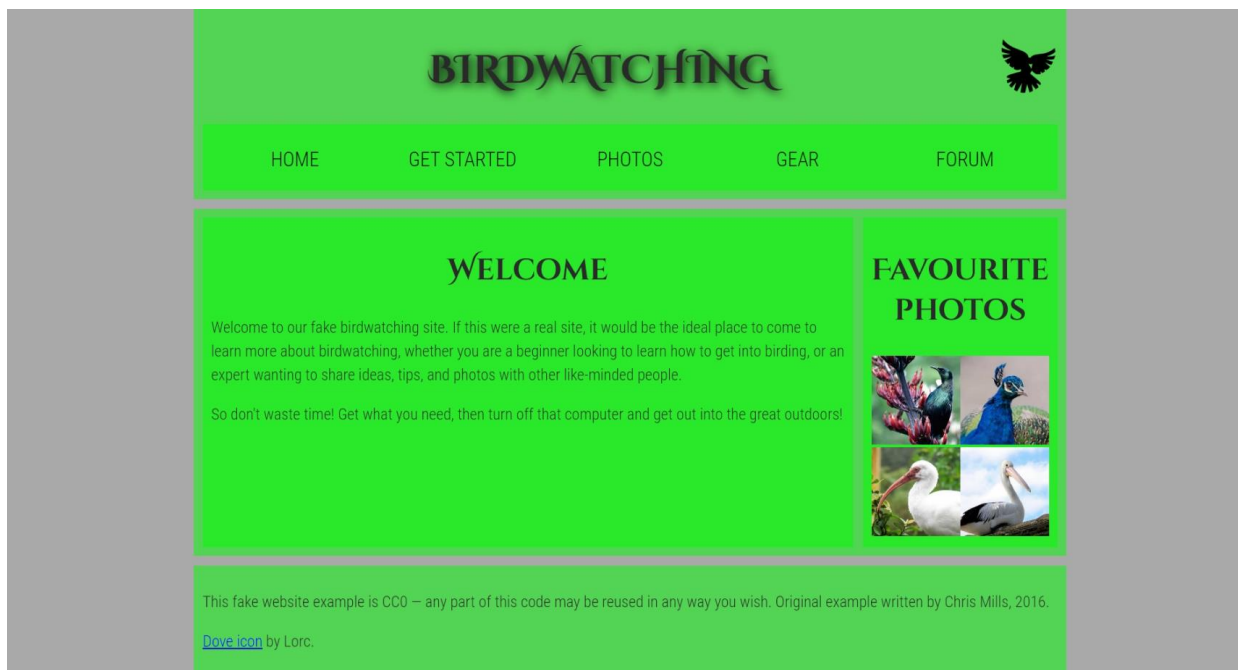 BIRDWATCHING
HOME GET STARTED PHOTOS GEAR FORUM
WELCOME
Welcome to our fake birdwatching site. If this were a real site, it would be the ideal place to come to
learn more about birdwatching, whether you are a beginner looking to learn how to get into birding, or an
expert wanting to share ideas, tips, and photos with other like-minded people.
So don't waste time! Get what you need, then turn off that computer and get out into the great outdoors!
FAVOURITE
PHOTOS
This fake website example is CC0 — any part of this code may be reused in any way you wish. Original example written by Chris Mills, 2016.
Dove icon by Lorc.